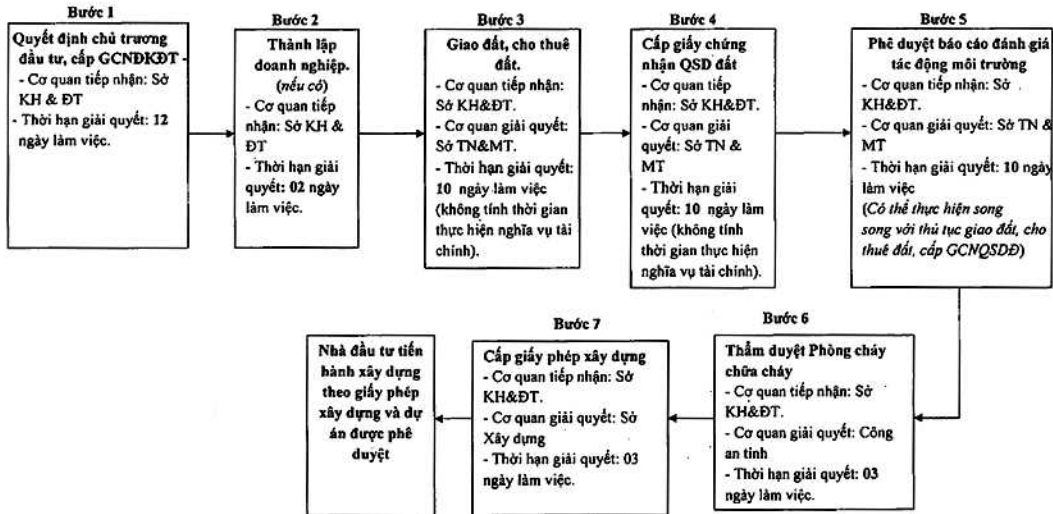 Bước 1
Quyết định chủ trương
đầu tư, cấp GCNĐKĐT -
- Cơ quan tiếp nhận: Sở
KH & ĐT
- Thời hạn giải quyết: 12
ngày làm việc.
Bước 2
Thành lập
doanh nghiệp.
(nếu có)
- Cơ quan tiếp
nhận: Sở KH &
ĐT
- Thời hạn giải
quyết: 02 ngày
làm việc.
Bước 3
Giao đất, cho thuê
đất.
- Cơ quan tiếp nhận:
Sở KH&ĐT.
- Cơ quan giải quyết:
Sở TN&MT.
- Thời hạn giải quyết:
10 ngày làm việc
(không tính thời gian
thực hiện nghĩa vụ tài
chính).
Bước 4
Cấp giấy chứng
nhận QSD đất
- Cơ quan tiếp
nhận: Sở KH&ĐT.
- Cơ quan giải
quyết: Sở TN &
MT
- Thời hạn giải
quyết: 10 ngày làm
việc (không tính
thời gian thực hiện
nghĩa vụ tài chính).
Bước 5
Phê duyệt báo cáo đánh giá
tác động môi trường
- Cơ quan tiếp nhận: Sở
KH&ĐT.
- Cơ quan giải quyết: Sở TN &
MT
- Thời hạn giải quyết: 10 ngày
làm việc
(Có thể thực hiện song
song với thủ tục giao đất, cho
thuê đất, cấp GCNQSDĐ)
Bước 6
Thẩm duyệt Phòng cháy
chữa cháy
- Cơ quan tiếp nhận: Sở
KH&ĐT.
- Cơ quan giải quyết: Công
an tỉnh
- Thời hạn giải quyết: 03
ngày làm việc.
Bước 7
Cấp giấy phép xây dựng
- Cơ quan tiếp nhận: Sở
KH&ĐT.
- Cơ quan giải quyết: Sở
Xây dựng
- Thời hạn giải quyết: 03
ngày làm việc.
Nhà đầu tư tiến
hành xây dựng
theo giấy phép
xây dựng và dự
án được phê
duyệt